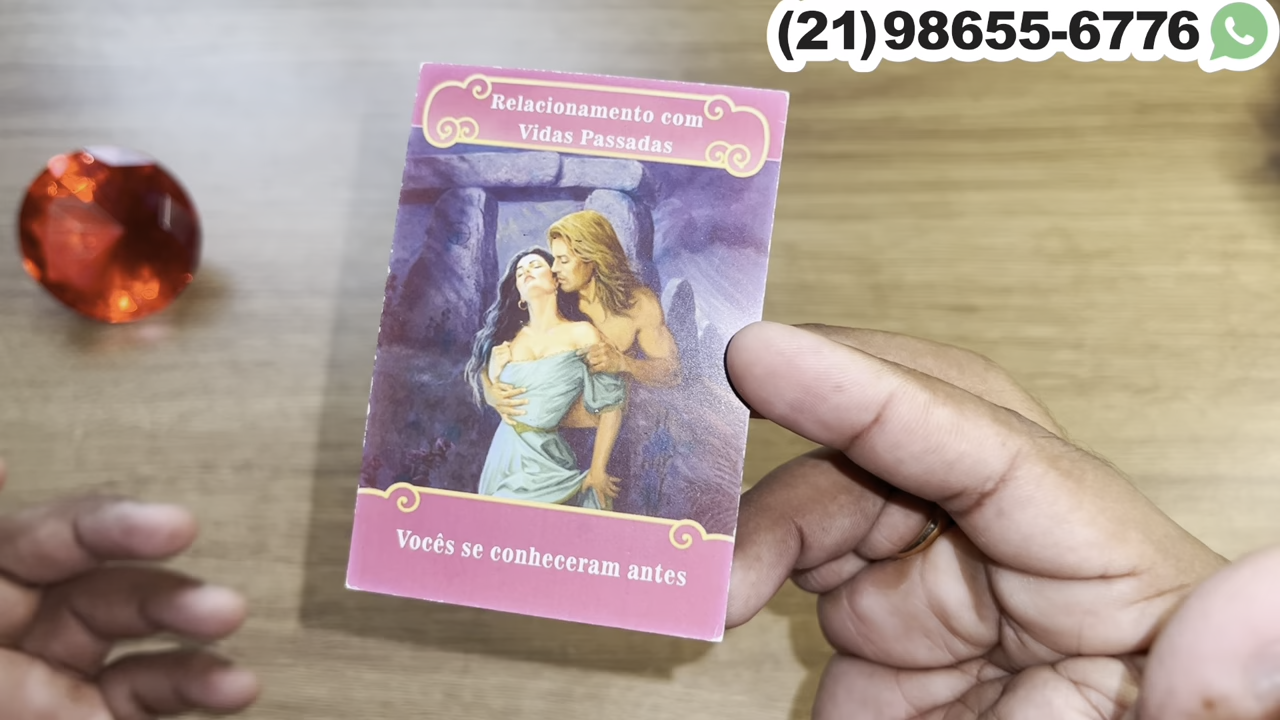 (21)98655-6776
Relacionamento com
Vidas Passadas
Vocês se conheceram antes